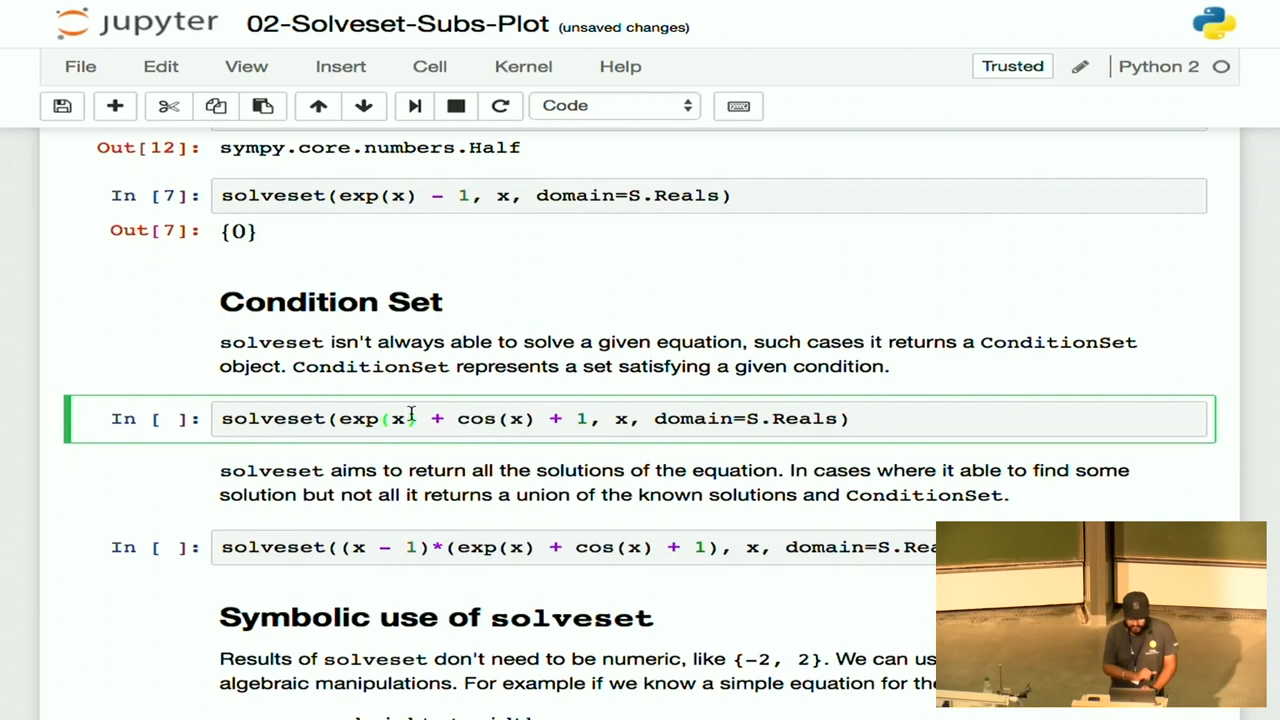 jupyter 02-Solveset-Subs-Plot (unsaved changes)
File Edit View Insert Cell Kernel Help Trusted Python 2
Code
Out[12]: sympy.core.numbers.Half
In [7]: solveset(exp(x) - 1, x, domain=S.Reals)
Out[7]: {0}
Condition Set
solveset isn't always able to solve a given equation, such cases it returns a ConditionSet
object. ConditionSet represents a set satisfying a given condition.
In [ ]: solveset(exp(x) + cos(x) + 1, x, domain=S.Reals)
solveset aims to return all the solutions of the equation. In cases where it able to find some
solution but not all it returns a union of the known solutions and ConditionSet.
In [ ]: solveset((x - 1)*(exp(x) + cos(x) + 1), x, domain=S.Rea
Symbolic use of solveset
Results of solveset don't need to be numeric, like {-2, 2}. We can us
algebraic manipulations. For example if we know a simple equation for the